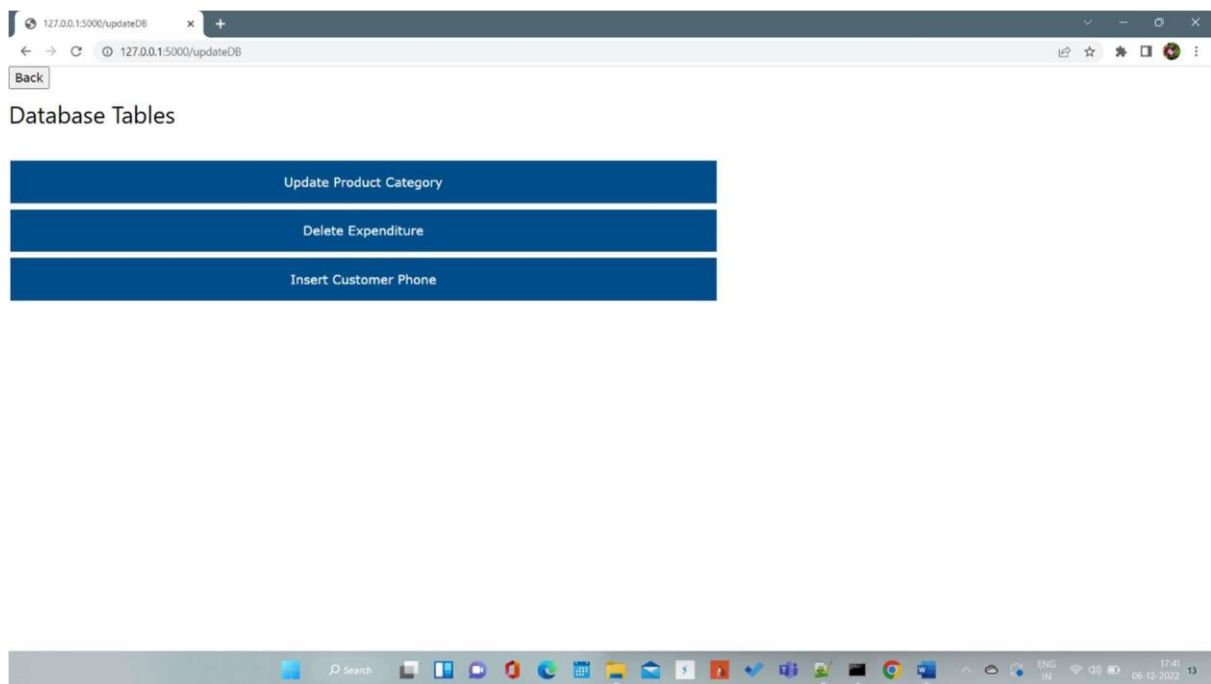 127.0.0.1:5000/updateDB
127.0.0.1:5000/updateDB
Back
Database Tables
Update Product Category
Delete Expenditure
Insert Customer Phone
Search
ENG
IN
17:41
06-12-2022
13